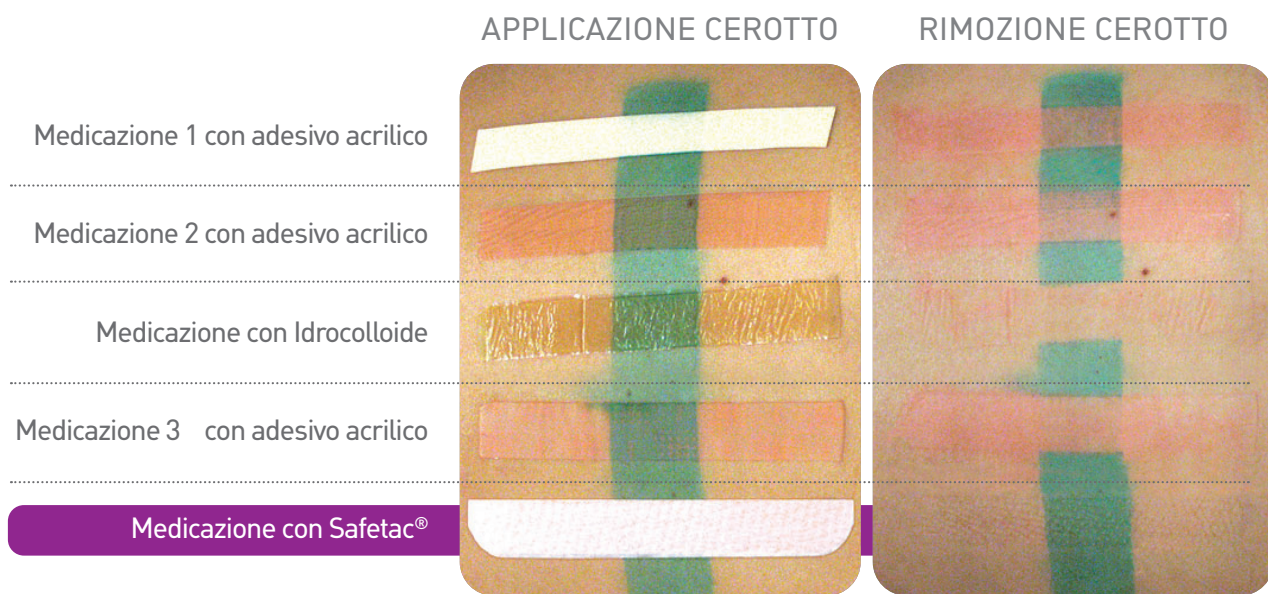 APPLICAZIONE CEROTTO
RIMOZIONE CEROTTO
Medicazione 1 con adesivo acrilico
Medicazione 2 con adesivo acrilico
Medicazione con Idrocolloide
Medicazione 3 con adesivo acrilico
Medicazione con Safetac®